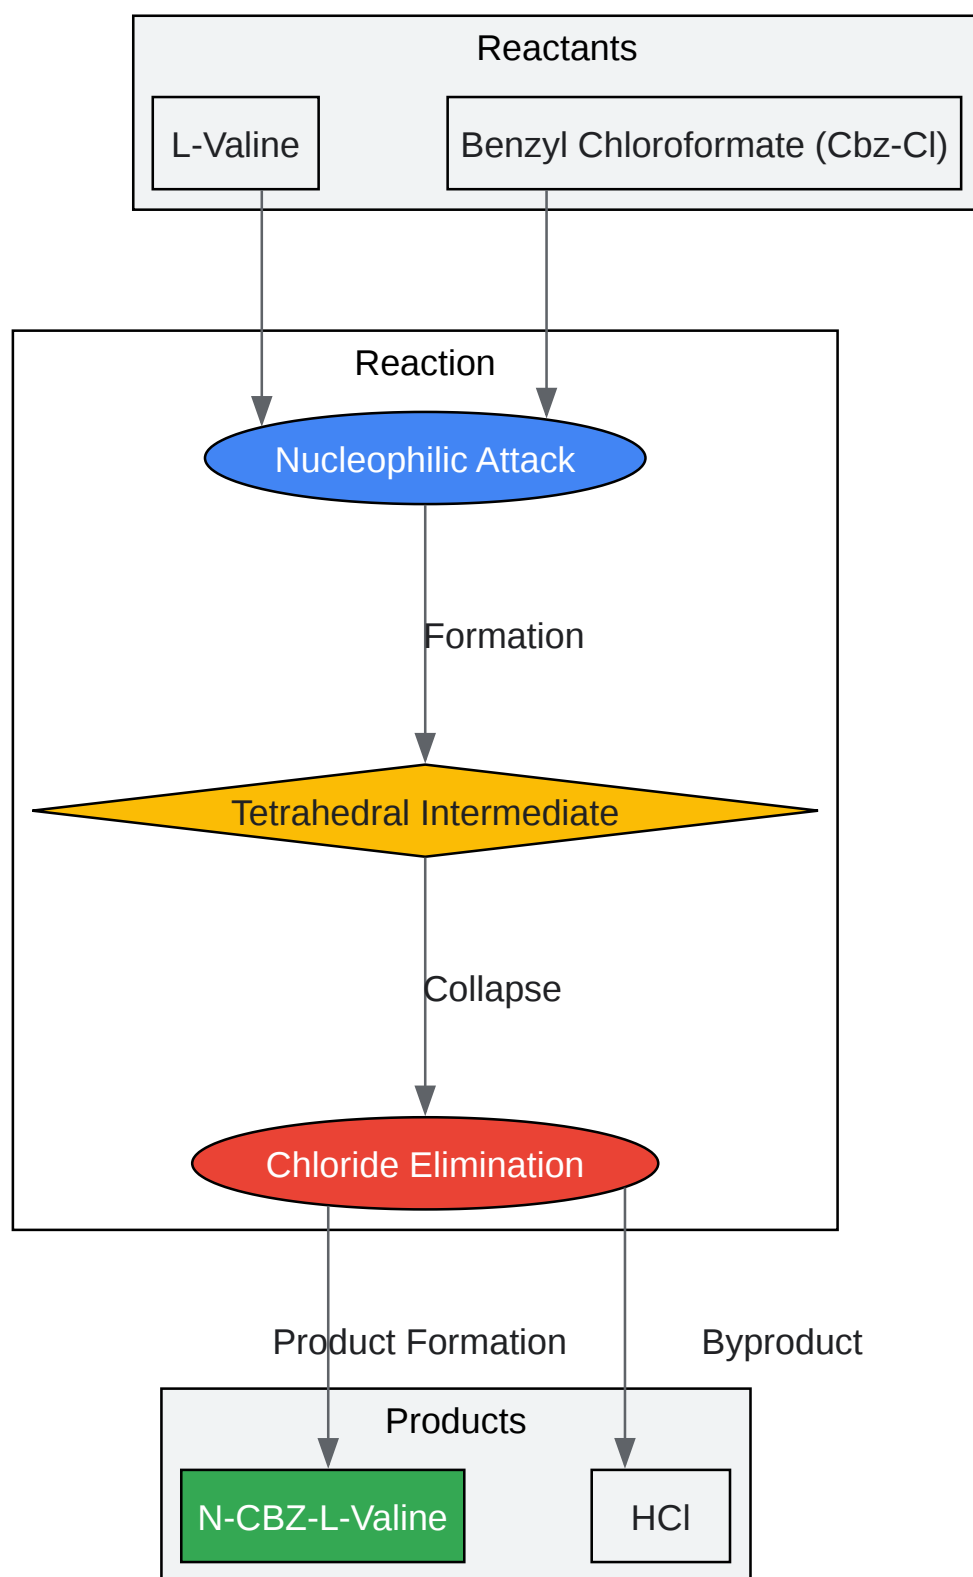 Reactants
L-Valine
Benzyl Chloroformate (Cbz-Cl)
Reaction
Nucleophilic Attack
Formation
Tetrahedral Intermediate
Collapse
Chloride Elimination
Product Formation
Byproduct
Products
N-CBZ-L-Valine
HCl